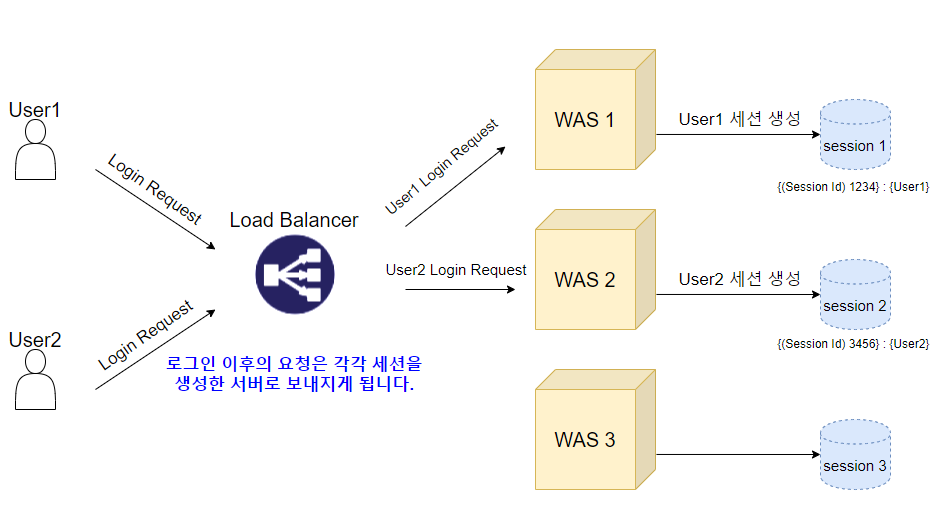 User1
Login Request
User2
Login Request
Load Balancer
로그인 이후의 요청은 각각 세션을
생성한 서버로 보내지게 됩니다.
User1 Login Request
User2 Login Request
WAS 1
User1 세션 생성
session 1
{(Session Id) 1234} : {User1}
WAS 2
User2 세션 생성
session 2
{(Session Id) 3456} : {User2}
WAS 3
session 3